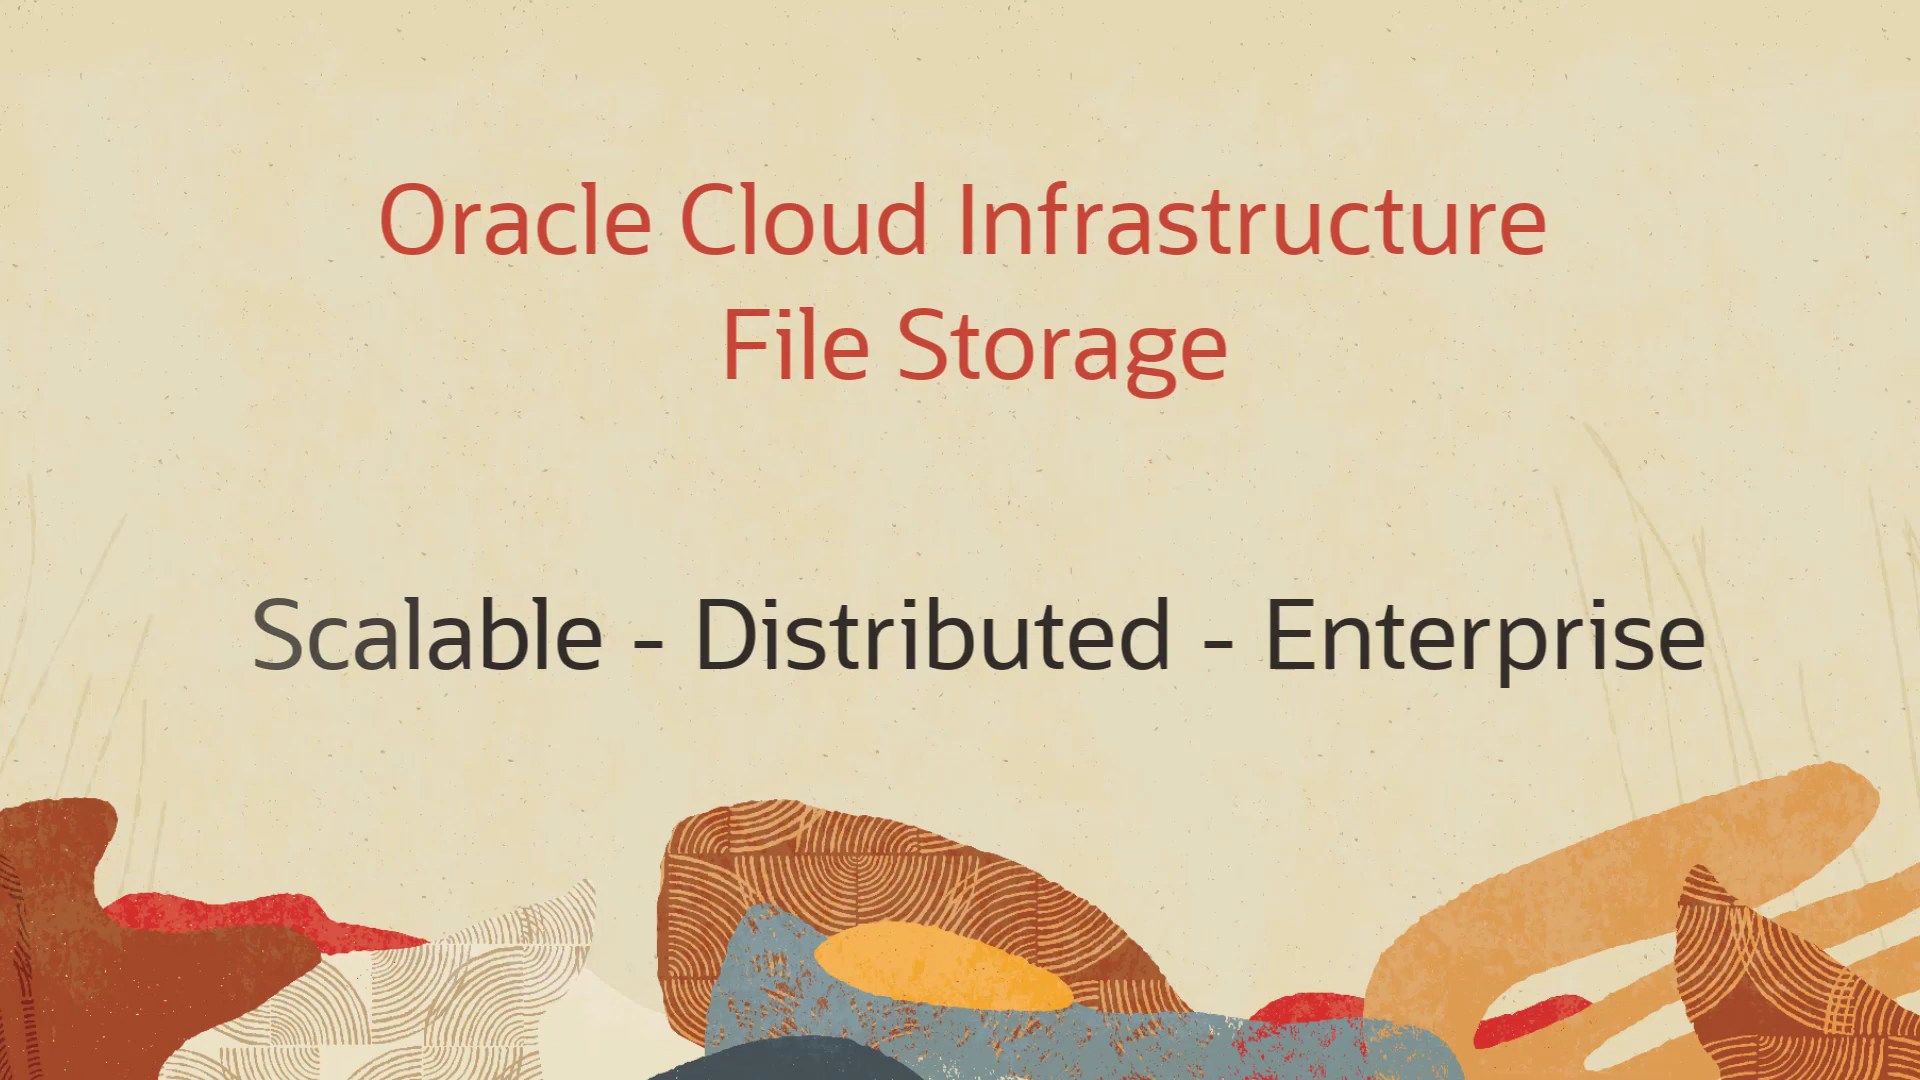 Oracle Cloud Infrastructure
File Storage
Scalable - Distributed - Enterprise